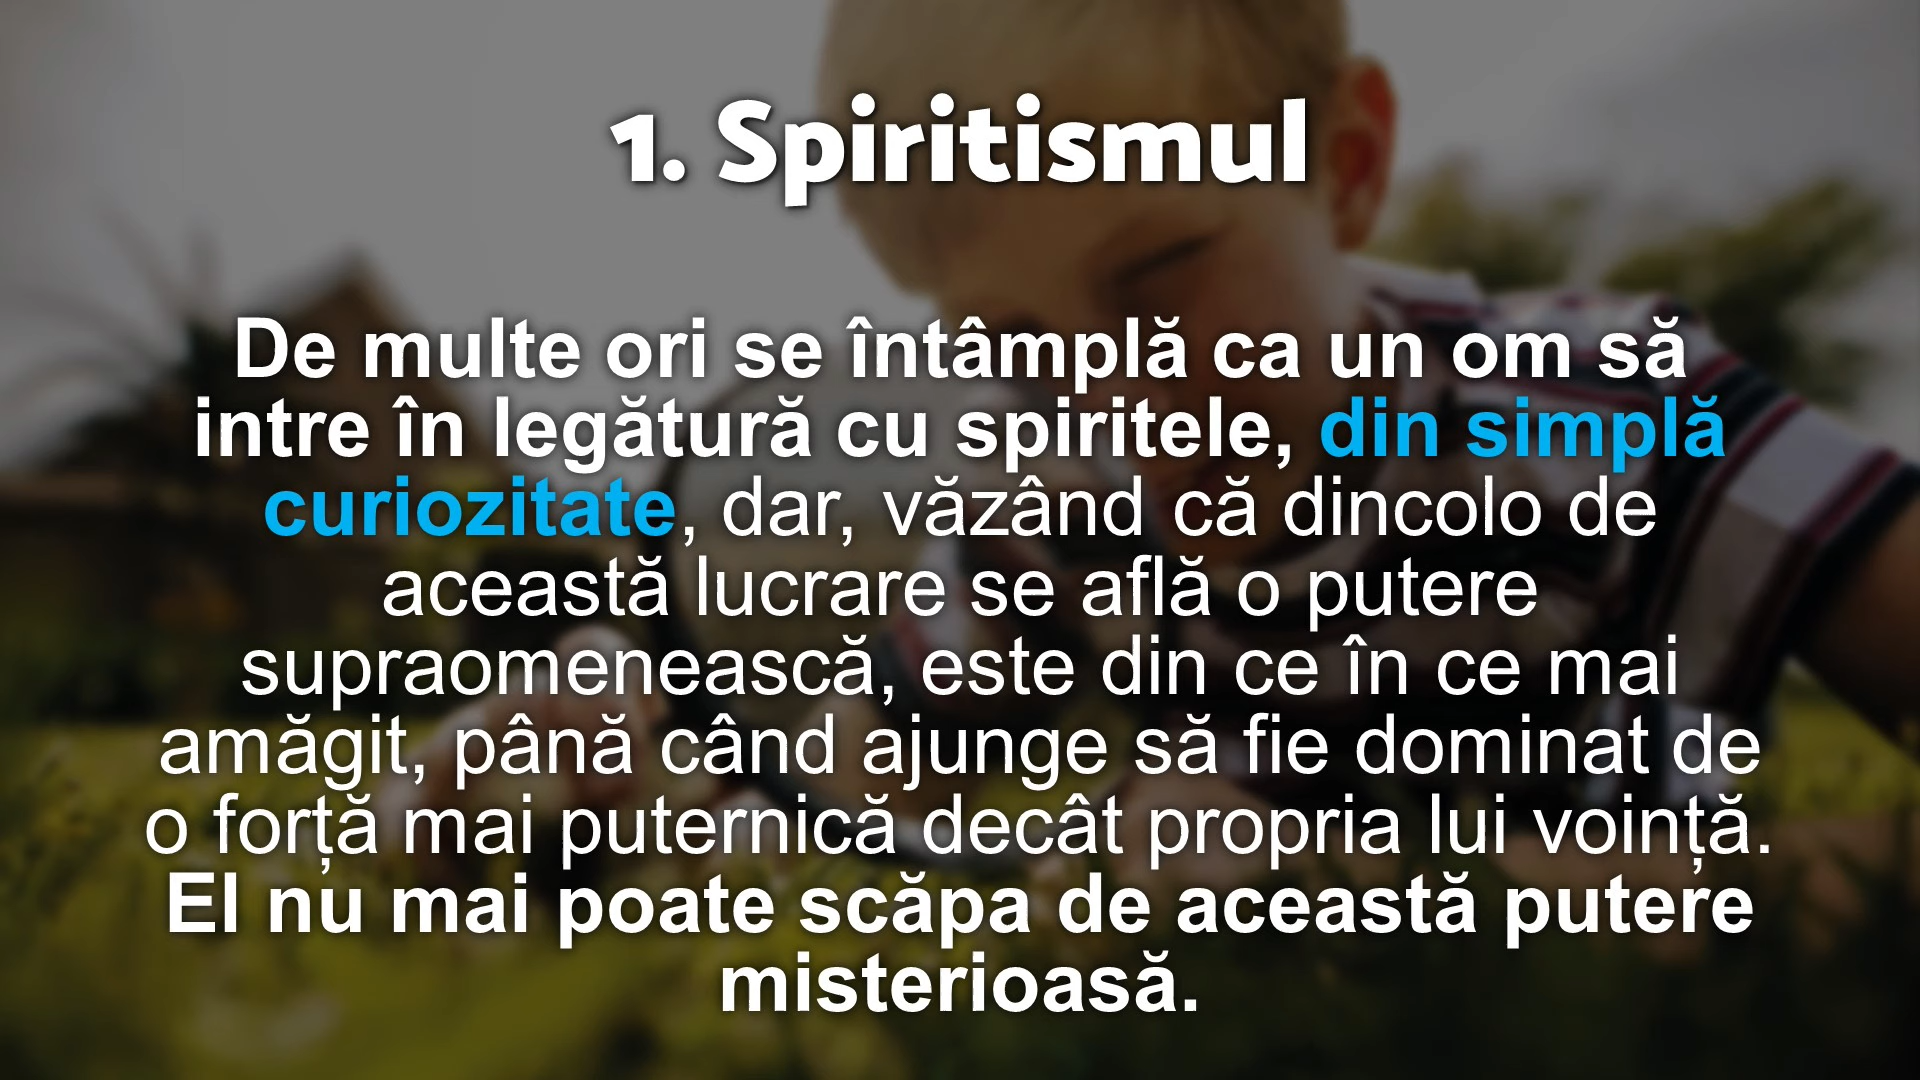 1. Spiritismul
De multe ori se întâmplă ca un om să
intre în legătură cu spiritele, din simplă
curiozitate, dar, văzând că dincolo de
această lucrare se află o putere
supraomenească, este din ce în ce mai
amăgit, până când ajunge să fie dominat de
o forță mai puternică decât propria lui voință.
El nu mai poate scăpa de această putere
misterioasă.